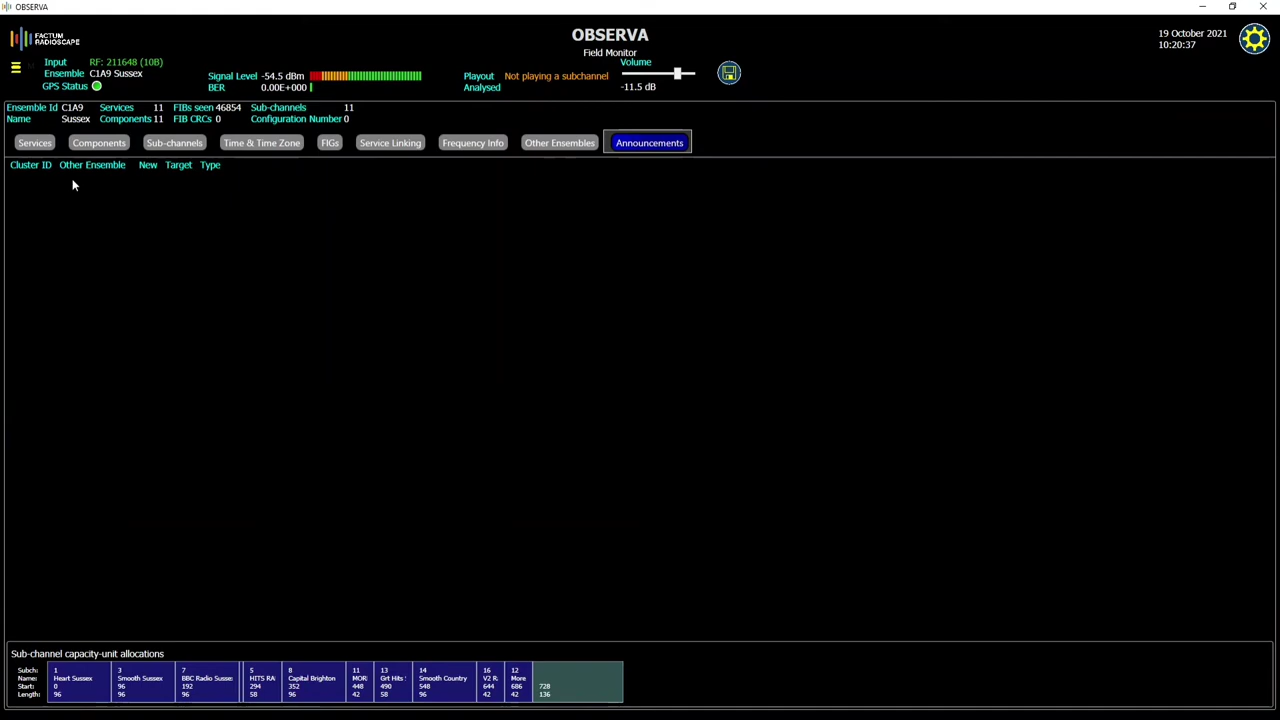 OBSERVA
FACTUM
RADIOSCAPE
OBSERVA
Field Monitor
19 October 2021
10:20:37
Input RF: 211648 (10B)
Ensemble C1A9 Sussex
GPS Status
Signal Level -54.5 dBm
BER 0.00E+000
Playout Not playing a subchannel
Analysed
Volume
-11.5 dB
Ensemble Id C1A9 Services 11 FIBs seen 46854 Sub-channels 11
Name Sussex Components 11 FIB CRCs 0 Configuration Number 0
Services Components Sub-channels Time & Time Zone FIGs Service Linking Frequency Info Other Ensembles Announcements
Cluster ID Other Ensemble New Target Type
Sub-channel capacity-unit allocations
Subch: 1 3 7 5 8 11 13 14 16 12
Name: Heart Sussex Smooth Sussex BBC Radio Susse: HITS RA Capital Brighton MOR Grt Hits Smooth Country V2 R More
Start: 0 96 192 294 352 448 490 548 644 686 728
Length: 96 96 96 58 96 42 58 96 42 42 136